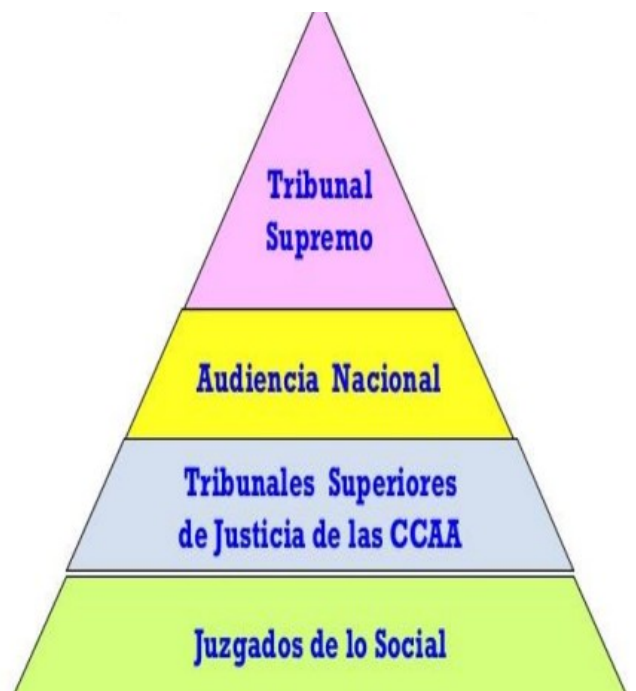 Tribunal
Supremo
Audiencia Nacional
Tribunales Superiores
de Justicia de las CCAA
Juzgados de lo Social